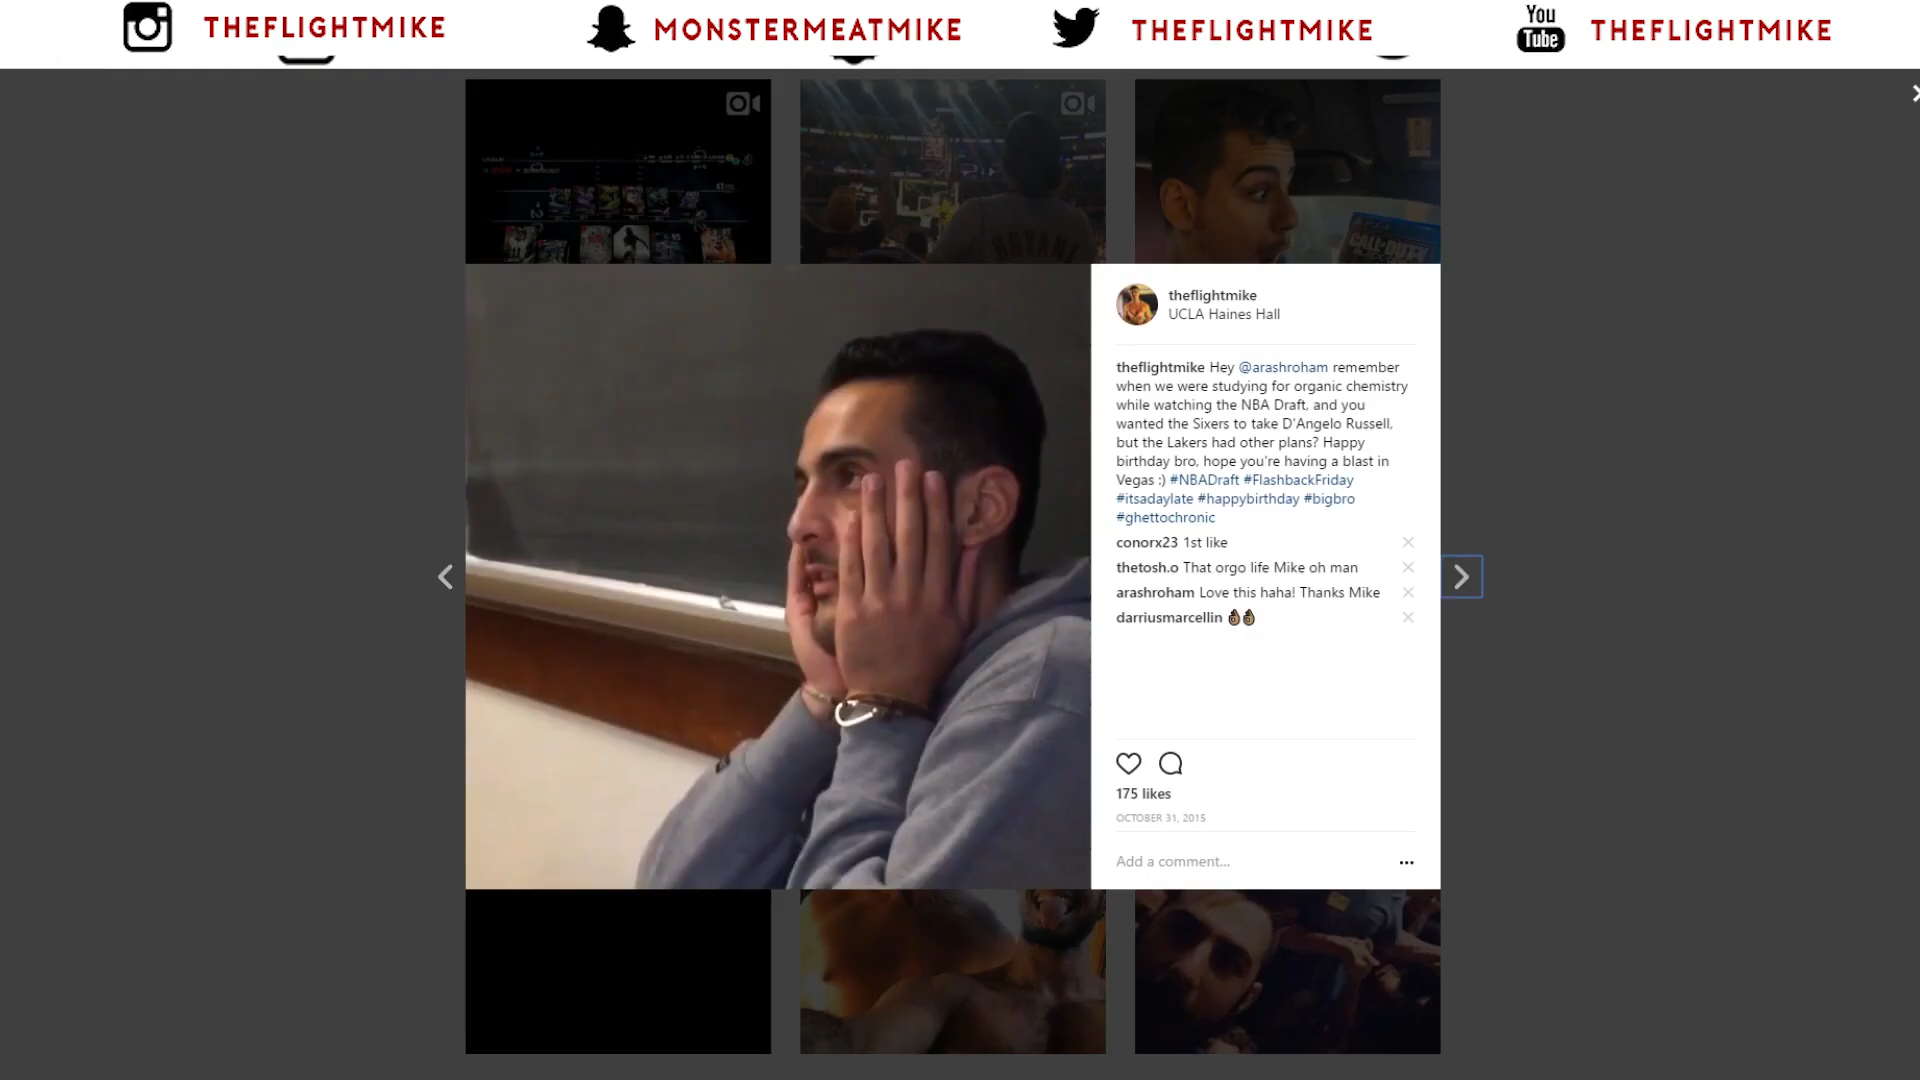 THEFLIGHTMIKE
MONSTERMEATMIKE
THEFLIGHTMIKE
You
Tube
THEFLIGHTMIKE
BRYANT
CALL OF DUTY
theflightmike
UCLA Haines Hall
theflightmike Hey @arashroham remember
when we were studying for organic chemistry
while watching the NBA Draft, and you
wanted the Sixers to take D'Angelo Russell,
but the Lakers had other plans? Happy
birthday bro, hope you're having a blast in
Vegas :) #NBADraft #FlashbackFriday
#itsadaylate #happybirthday #bigbro
#ghettochronic
conorx23 1st like
thetosh.o That orgo life Mike oh man
arashroham Love this haha! Thanks Mike
darriusmarcellin 👌🏾👌🏾
175 likes
OCTOBER 31, 2015
Add a comment...